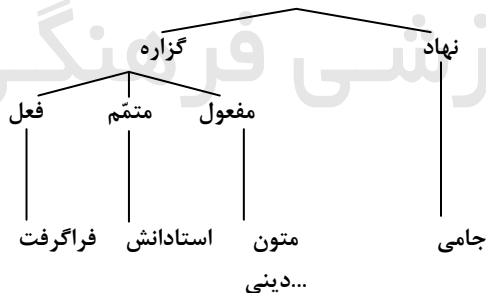 نهاد گزاره
مفعول متمّم فعل
جامی متون استادانش فراگرفت
دینی...